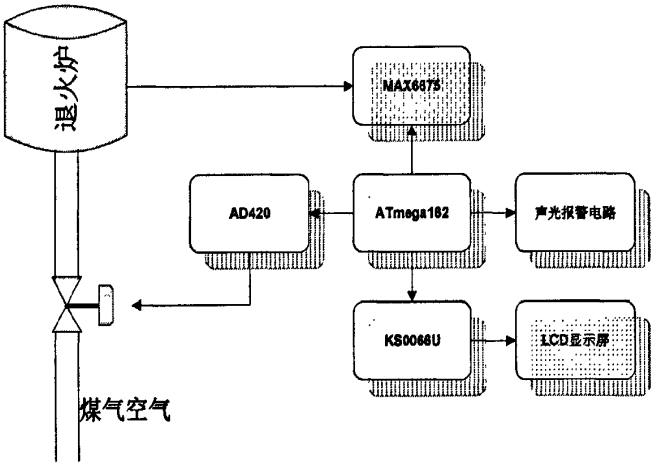 退火炉
MAX6675
AD420
ATmega162
声光报警电路
KS0066U
LCD显示屏
煤气空气